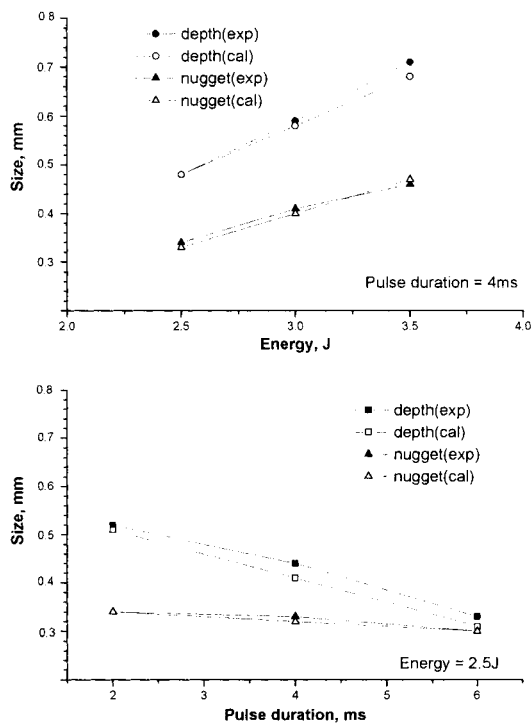 depth(exp)
depth(cal)
nugget(exp)
nugget(cal)
0.8
0.7
0.6
0.5
0.4
0.3
Size, mm
Pulse duration = 4ms
2.0
2.5
3.0
3.5
4.0
Energy, J
depth(exp)
depth(cal)
nugget(exp)
nugget(cal)
0.8
0.7
0.6
0.5
0.4
0.3
Size, mm
Energy = 2.5J
2
3
4
5
6
Pulse duration, ms